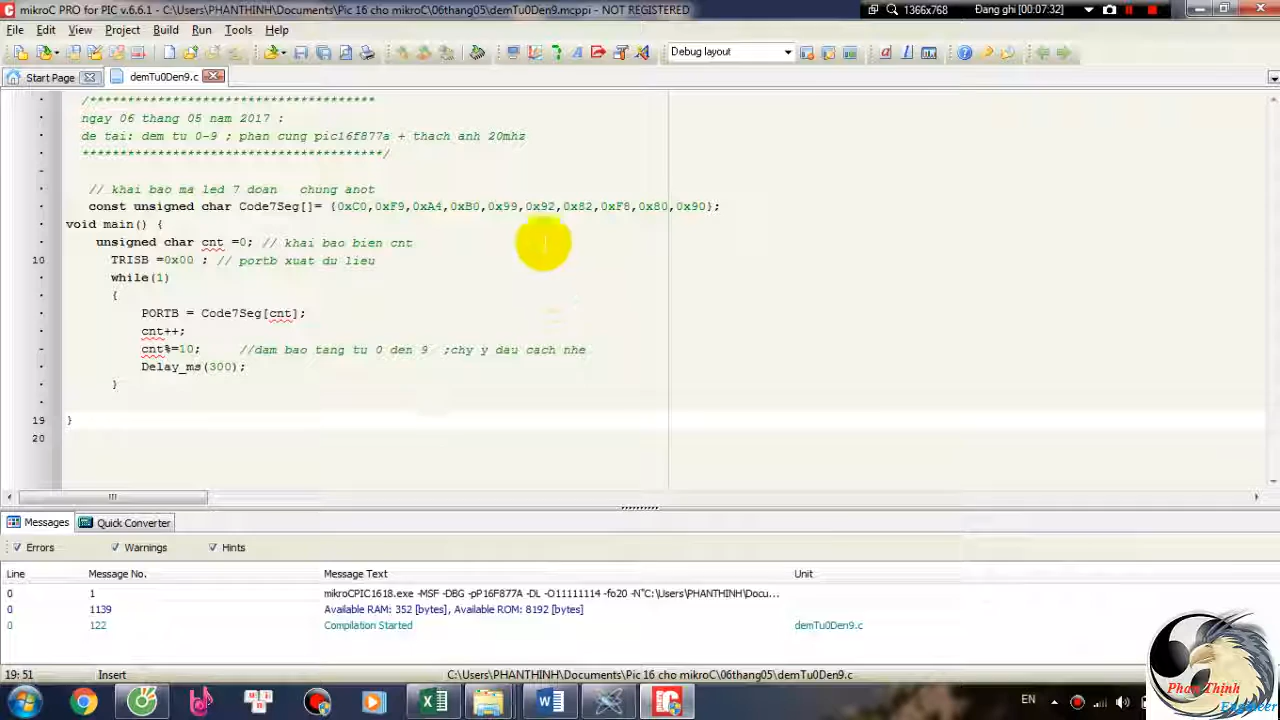 mikroC PRO for PIC v.6.6.1 - C:\Users\PHANTHINH\Documents\Pic 16 cho mikroC\06thang05\demTu0Den9.mcppi - NOT REGISTERED
1366x768 Đang ghi [00:07:32]
File Edit View Project Build Run Tools Help
Debug layout
Start Page demTu0Den9.c
/**************************************
ngay 06 thang 05 nam 2017 :
de tai: dem tu 0-9 ; phan cung pic16f877a + thach anh 20mhz
****************************************/
// khai bao ma led 7 doan chung anot
const unsigned char Code7Seg[]= {0xC0,0xF9,0xA4,0xB0,0x99,0x92,0x82,0xF8,0x80,0x90};
void main() {
unsigned char cnt =0; // khai bao bien cnt
10 TRISB =0x00 ; // portb xuat du lieu
while(1)
{
PORTB = Code7Seg[cnt];
cnt++;
cnt%=10; //dam bao tang tu 0 den 9 ;chy y dau cach nhe
Delay_ms(300);
}
19 }
20
Messages Quick Converter
Errors Warnings Hints
Line Message No. Message Text Unit
0 1 mikroCPIC1618.exe -MSF -DBG -pP16F877A -DL -O11111114 -fo20 -N"C:\Users\PHANTHINH\Docu...
0 1139 Available RAM: 352 [bytes], Available ROM: 8192 [bytes]
0 122 Compilation Started demTu0Den9.c
19: 51 Insert C:\Users\PHANTHINH\Documents\Pic 16 cho mikroC\06thang05\demTu0Den9.c
EN
Phan Thịnh
Engineer